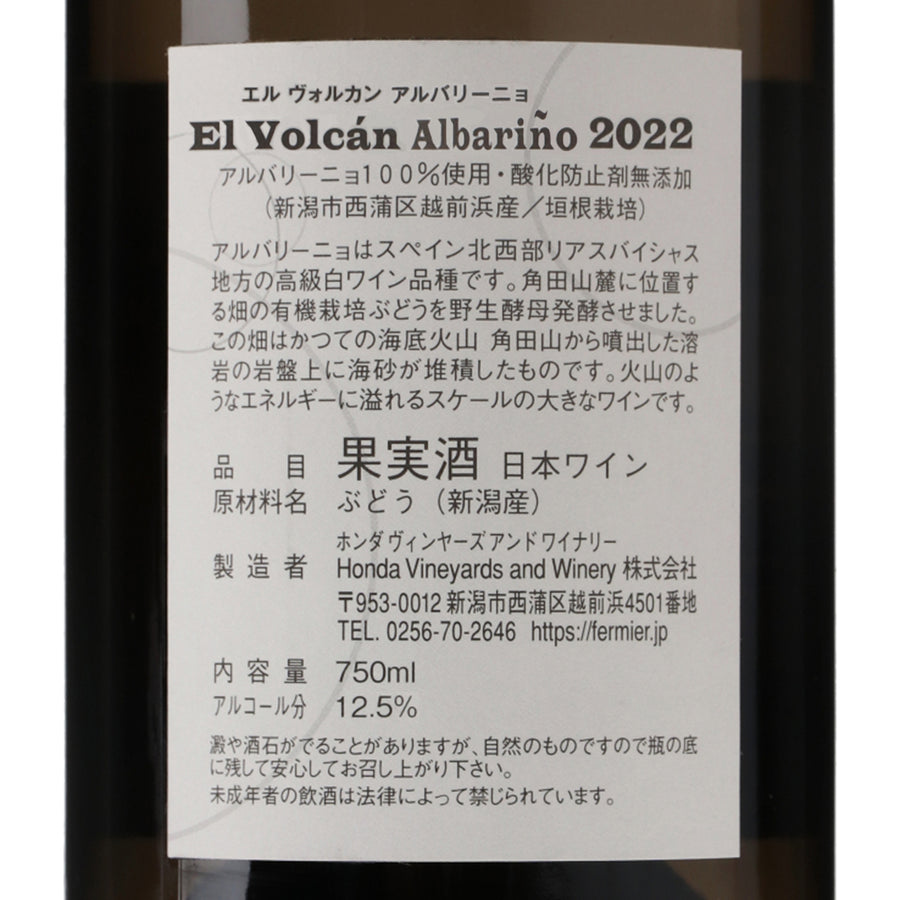 エル ヴォルカン アルバリーニョ
El Volcán Albariño 2022
アルバリーニョ100%使用・酸化防止剤無添加
（新潟市西蒲区越前浜産／垣根栽培）
アルバリーニョはスペイン北西部リアスバイシャス
地方の高級白ワイン品種です。角田山麓に位置す
る畑の有機栽培ぶどうを野生酵母発酵させました。
この畑はかつての海底火山 角田山から噴出した溶
岩の岩盤上に海砂が堆積したものです。火山のよ
うなエネルギーに溢れるスケールの大きなワインです。
品目 果実酒 日本ワイン
原材料名 ぶどう（新潟産）
ホンダ ヴィンヤーズ アンド ワイナリー
製造者 Honda Vineyards and Winery 株式会社
〒953-0012 新潟市西蒲区越前浜4501番地
TEL. 0256-70-2646 https://fermier.jp
内容量 750ml
アルコール分 12.5%
澱や酒石がでることがありますが、自然のものですので瓶の底
に残して安心してお召し上がり下さい。
未成年者の飲酒は法律によって禁じられています。